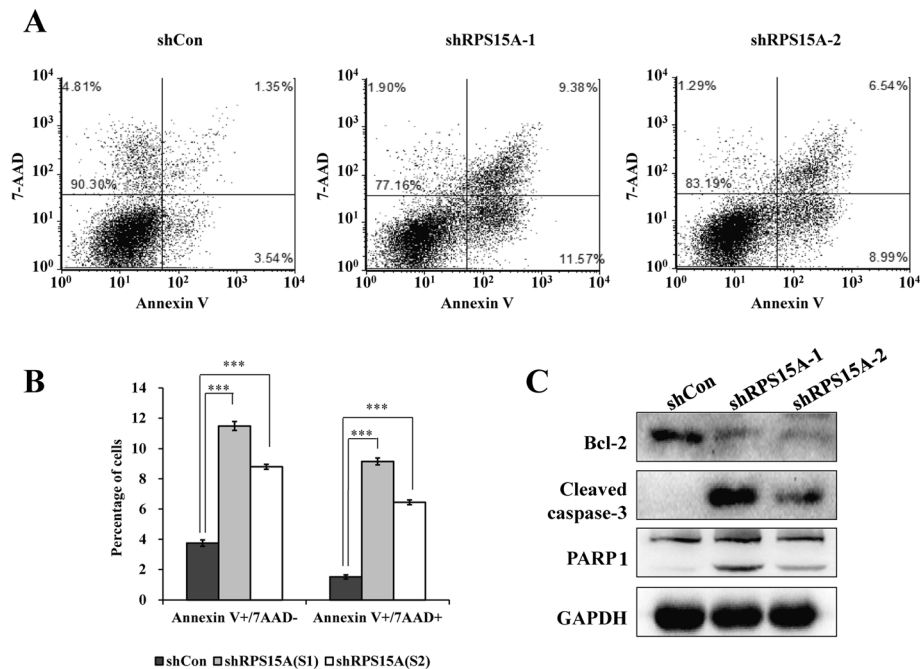 A
shCon
shRPS15A-1
shRPS15A-2
10⁴
10³
10²
10¹
10⁰
7-AAD
4.81%
1.35%
90.30%
3.54%
10⁰ 10¹ 10² 10³ 10⁴
Annexin V
10⁴
10³
10²
10¹
10⁰
7-AAD
1.90%
9.38%
77.16%
11.57%
10⁰ 10¹ 10² 10³ 10⁴
Annexin V
10⁴
10³
10²
10¹
10⁰
7-AAD
1.29%
6.54%
83.19%
8.99%
10⁰ 10¹ 10² 10³ 10⁴
Annexin V
B
Percentage of cells
14
12
10
8
6
4
2
0
***
***
***
***
Annexin V+/7AAD-
Annexin V+/7AAD+
shCon shRPS15A(S1) shRPS15A(S2)
C
shCon
shRPS15A-1
shRPS15A-2
Bcl-2
Cleaved
caspase-3
PARP1
GAPDH